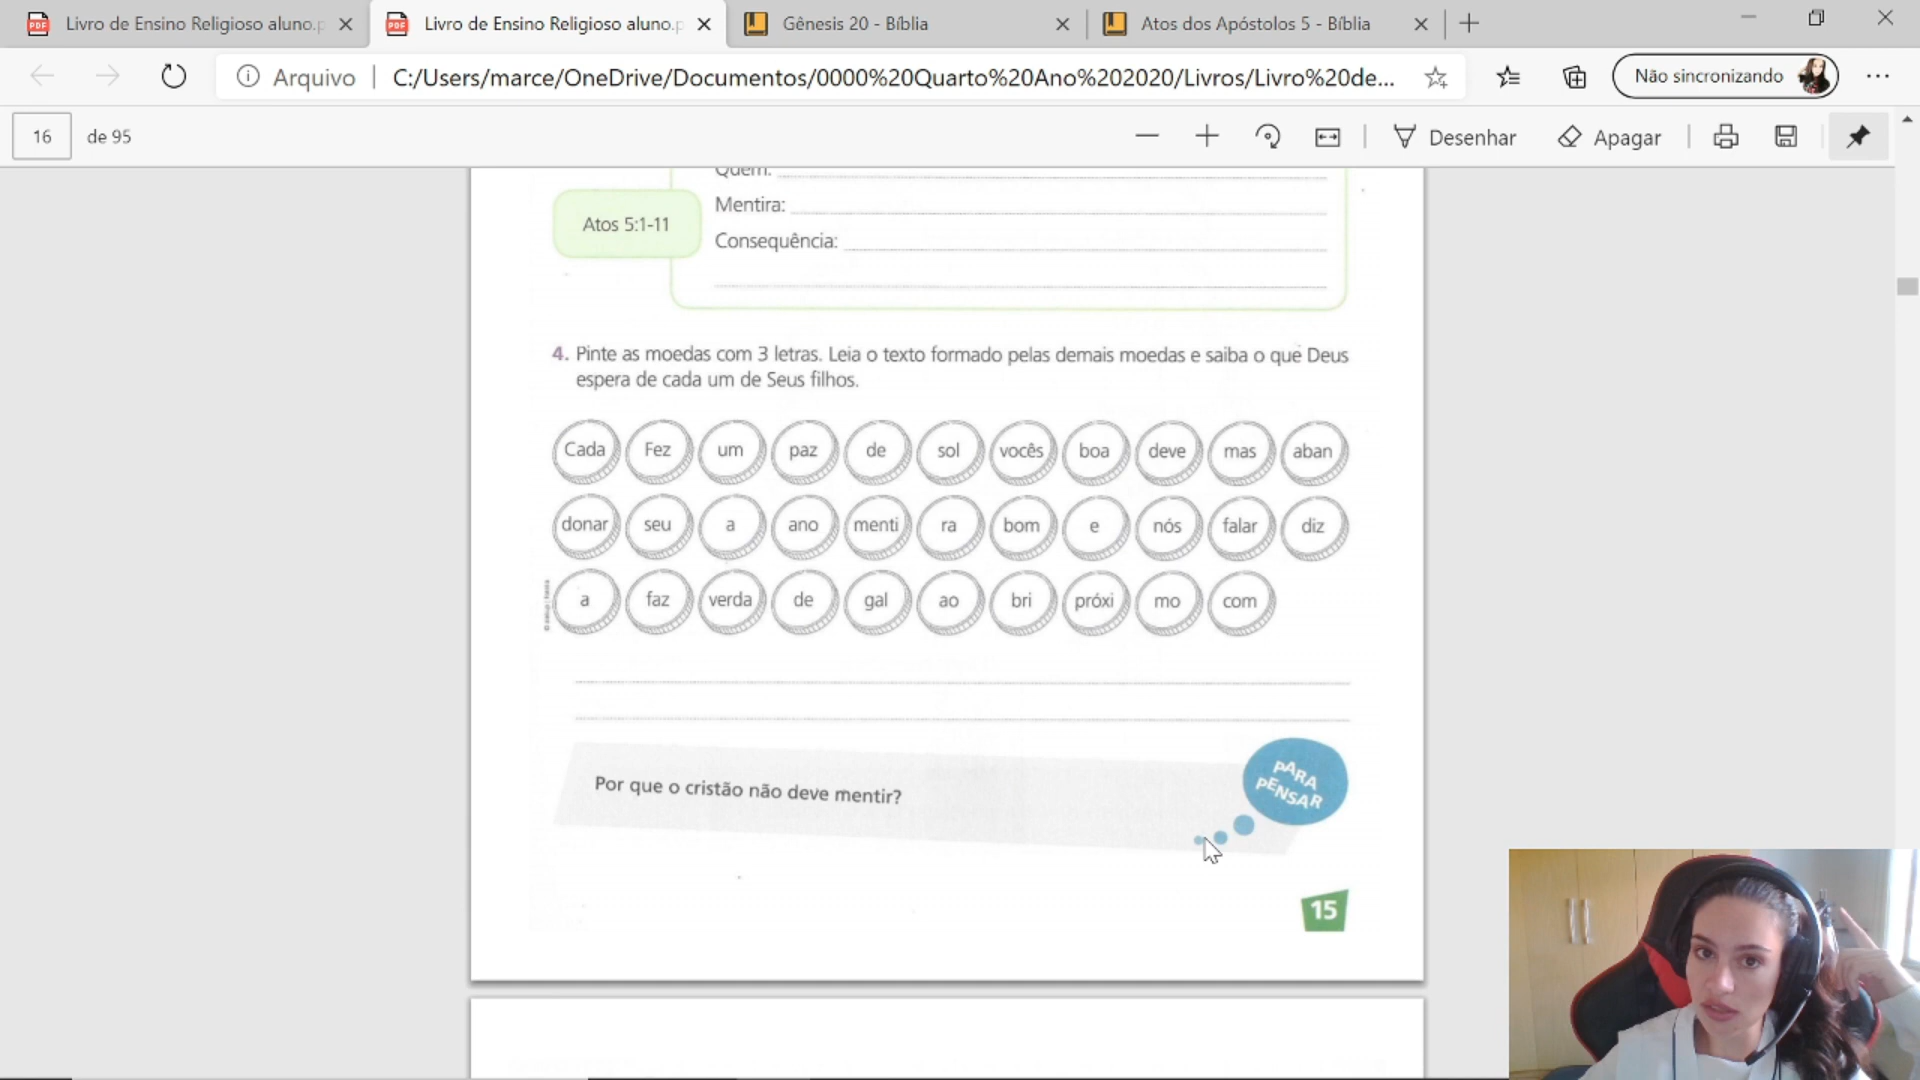 Livro de Ensino Religioso aluno.p
Livro de Ensino Religioso aluno.p
Gênesis 20 - Bíblia
Atos dos Apóstolos 5 - Bíblia
Arquivo
C:/Users/marce/OneDrive/Documentos/0000%20Quarto%20Ano%202020/Livros/Livro%20de...
Não sincronizando
16 de 95
Desenhar
Apagar
Quem:
Atos 5:1-11
Mentira:
Consequência:
4. Pinte as moedas com 3 letras. Leia o texto formado pelas demais moedas e saiba o que Deus
espera de cada um de Seus filhos.
Cada Fez um paz de sol vocês boa deve mas aban
donar seu a ano menti ra bom e nós falar diz
a faz verda de gal ao bri próxi mo com
Por que o cristão não deve mentir?
PARA
PENSAR
15